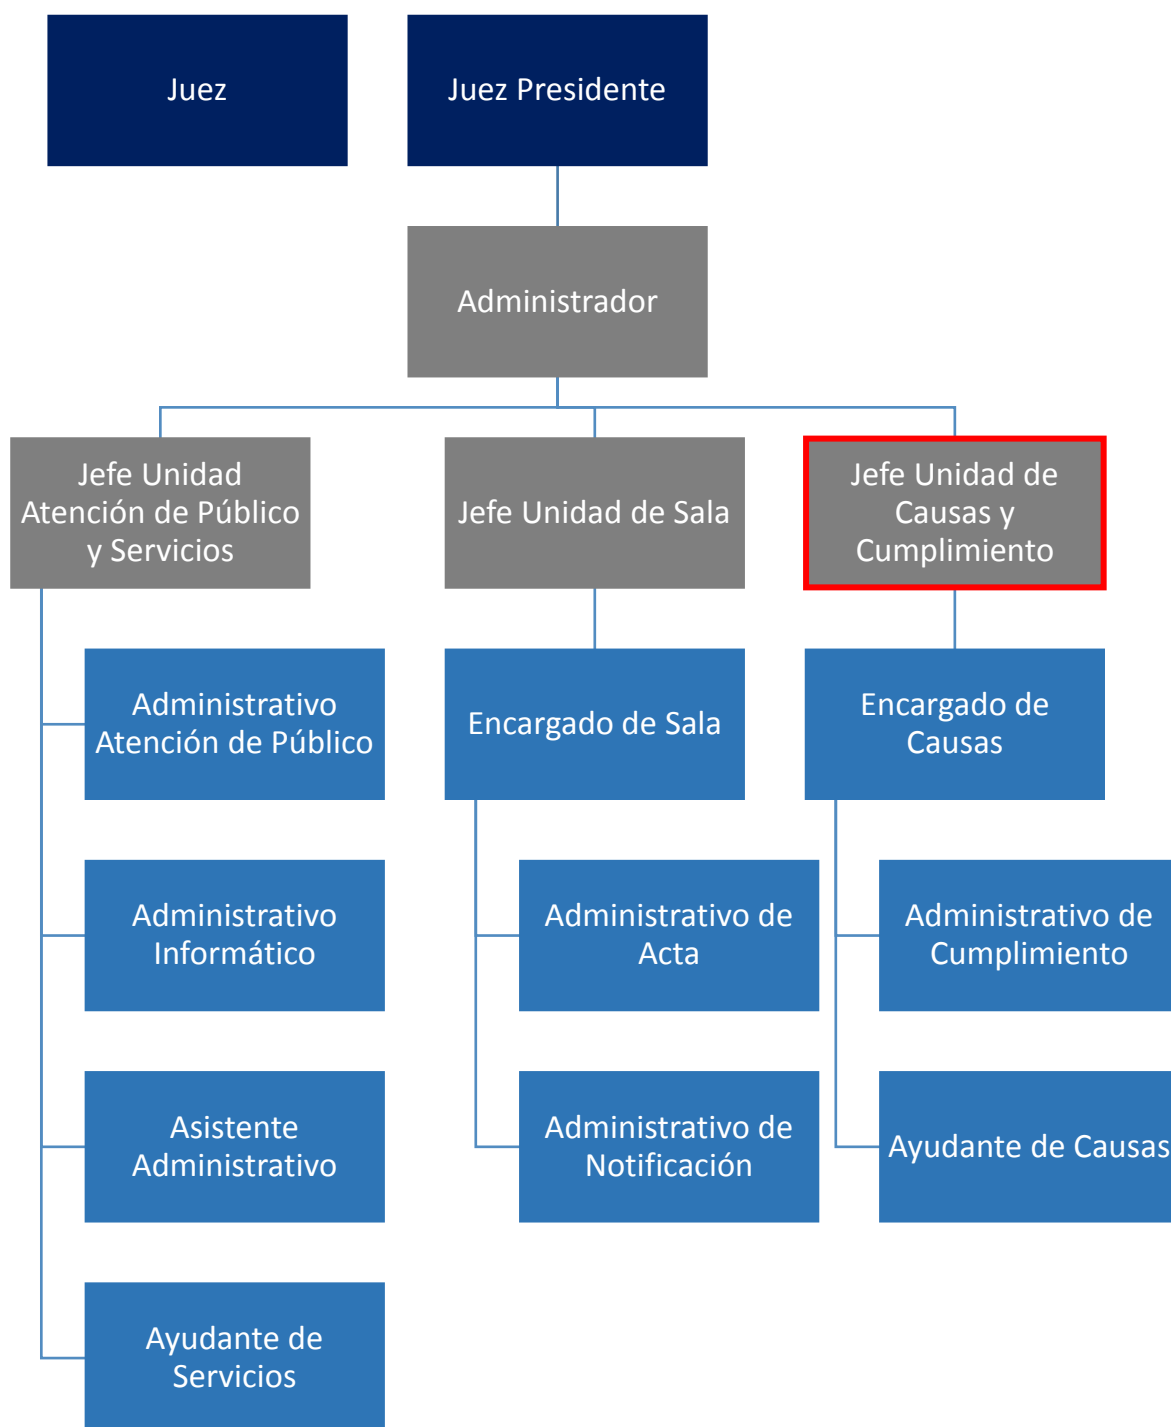 Juez
Juez Presidente
Administrador
Jefe Unidad
Atención de Público
y Servicios
Jefe Unidad de Sala
Jefe Unidad de
Causas y
Cumplimiento
Administrativo
Atención de Público
Encargado de Sala
Encargado de
Causas
Administrativo
Informático
Administrativo de
Acta
Administrativo de
Cumplimiento
Asistente
Administrativo
Administrativo de
Notificación
Ayudante de Causas
Ayudante de
Servicios